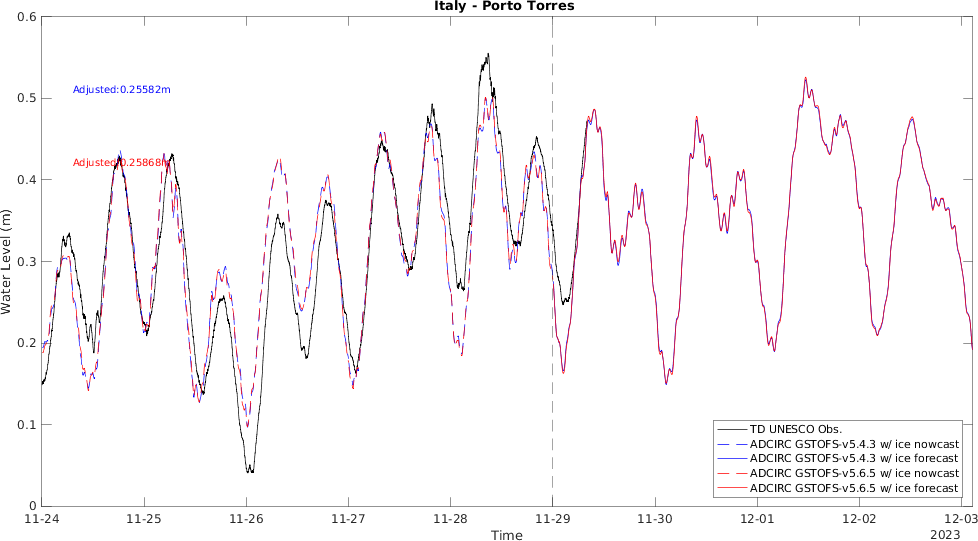 Italy - Porto Torres
0.6
0.5
0.4
0.3
0.2
0.1
0
Water Level (m)
Adjusted:0.25582m
Adjusted:0.25868m
TD UNESCO Obs.
ADCIRC GSTOFS-v5.4.3 w/ ice nowcast
ADCIRC GSTOFS-v5.4.3 w/ ice forecast
ADCIRC GSTOFS-v5.6.5 w/ ice nowcast
ADCIRC GSTOFS-v5.6.5 w/ ice forecast
11-24 11-25 11-26 11-27 11-28 11-29 11-30 12-01 12-02 12-03
Time
2023